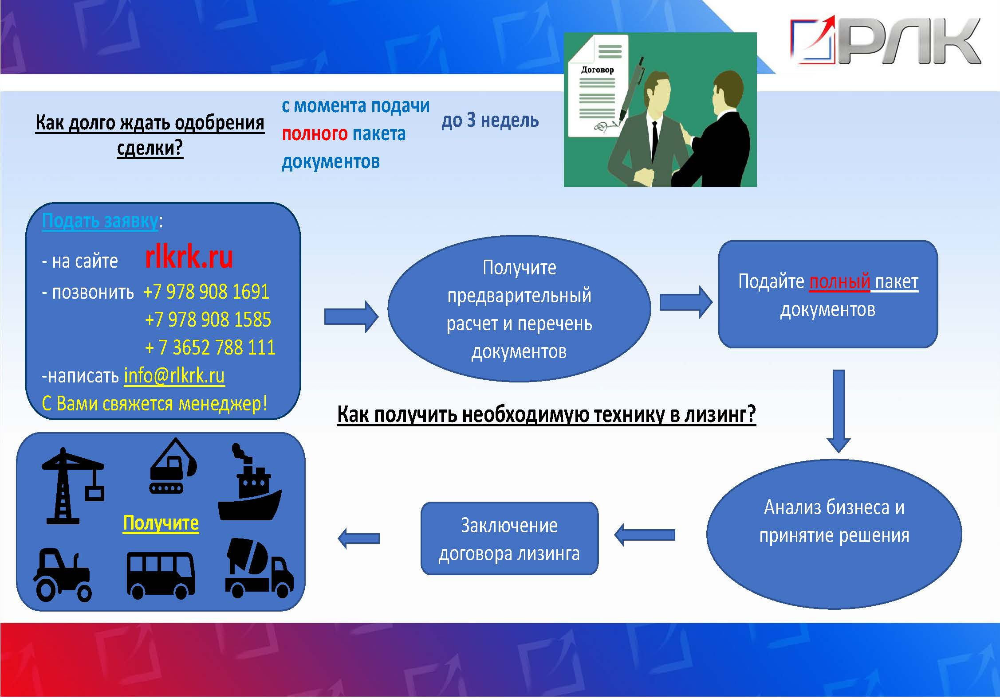 РЛК
Договор
Как долго ждать одобрения
сделки?
с момента подачи
полного пакета
документов
до 3 недель
Подать заявку:
- на сайте rlkrk.ru
- позвонить +7 978 908 1691
+7 978 908 1585
+ 7 3652 788 111
-написать info@rlkrk.ru
С Вами свяжется менеджер!
Получите
предварительный
расчет и перечень
документов
Подайте полный пакет
документов
Как получить необходимую технику в лизинг?
Анализ бизнеса и
принятие решения
Заключение
договора лизинга
Получите